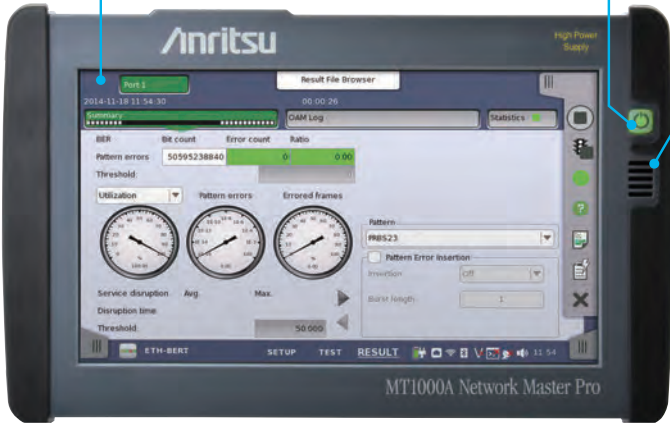 Anritsu
High Power
Supply
Port 1
Result File Browser
2014-11-18 11 54:30
00:00:26
Summary
OAM Log
Statistics
BER
Bit count
Error count
Ratio
Pattern errors
50595238840
0
0.00
Threshold
Utilization
Pattern errors
Errored frames
Pattern
PRBS23
Pattern Error Insertion
Insertion
Off
Burst length
1
Service disruption
Avg.
Max.
Disruption time
Threshold
50.000
ETH-BERT
SETUP
TEST
RESULT
11 54
MT1000A Network Master Pro